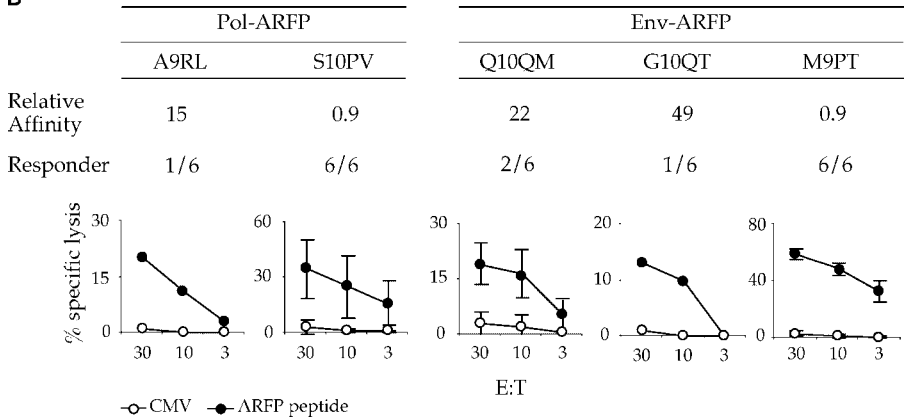 B
Pol-ARFP Env-ARFP
A9RL S10PV Q10QM G10QT M9PT
Relative
Affinity 15 0.9 22 49 0.9
Responder 1/6 6/6 2/6 1/6 6/6
% specific lysis
30 15 0
60 30 0
30 15 0
20 10 0
80 40 0
30 10 3 30 10 3 30 10 3 30 10 3 30 10 3
E:T
CMV ARFP peptide